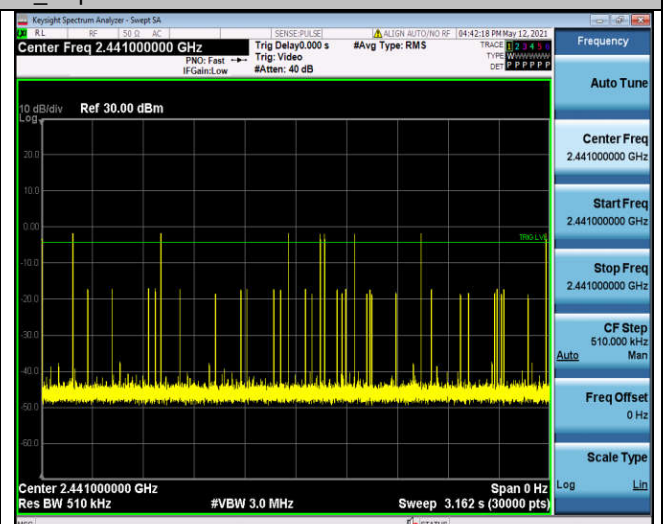 Keysight Spectrum Analyzer - Swept SA
RL RF 50 Ω AC SENSE:PULSE ALIGN AUTO/NO RF 04:42:18 PM May 12, 2021
Center Freq 2.441000000 GHz
PNO: Fast
IFGain:Low
Trig Delay0.000 s
Trig: Video
#Atten: 40 dB
#Avg Type: RMS
TRACE 1 2 3 4 5 6
TYPE WWWWWW
DET P P P P P P
Frequency
Auto Tune
10 dB/div Ref 30.00 dBm
Log
20.0
10.0
0.00
-10.0
-20.0
-30.0
-40.0
-50.0
-60.0
TRIG LVL
Center Freq
2.441000000 GHz
Start Freq
2.441000000 GHz
Stop Freq
2.441000000 GHz
CF Step
510.000 kHz
Auto Man
Freq Offset
0 Hz
Scale Type
Log Lin
Center 2.441000000 GHz Span 0 Hz
Res BW 510 kHz #VBW 3.0 MHz Sweep 3.162 s (30000 pts)
MSG STATUS